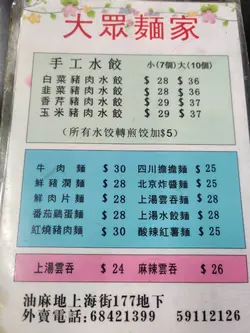 大眾麵家
手工水餃 小(7個)大(10個)
白菜豬肉水餃 $28 $36
韭菜豬肉水餃 $28 $36
香芹豬肉水餃 $29 $37
玉米豬肉水餃 $29 $37
(所有水饺轉煎饺加$5)
牛肉麵 $30 四川擔擔麵 $25
鮮豬潤麵 $28 北京炸醬麵 $25
鮮肉片麵 $28 上湯雲吞麵 $28
番茄鷄蛋麵 $28 上湯水餃麵 $28
紅燒豬肉麵 $30 酸辣紅薯麵 $25
上湯雲吞 $24 麻辣雲吞 $26
油麻地上海街177地下
外賣電話:68421399 59112126